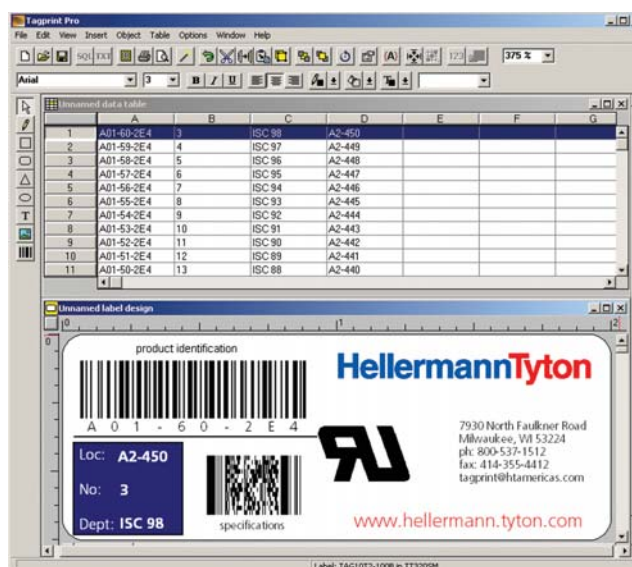 Tagprint Pro
File Edit View Insert Object Table Options Window Help
SQL TXT (A) 123 375 %
Arial 3 B I U
Unnamed data table
A B C D E F G
1 A01-60-2E4 3 ISC 98 A2-450
2 A01-59-2E4 4 ISC 97 A2-449
3 A01-58-2E4 5 ISC 96 A2-448
4 A01-57-2E4 6 ISC 95 A2-447
5 A01-56-2E4 7 ISC 94 A2-446
6 A01-55-2E4 8 ISC 93 A2-445
7 A01-54-2E4 9 ISC 92 A2-444
8 A01-53-2E4 10 ISC 91 A2-443
9 A01-52-2E4 11 ISC 90 A2-442
10 A01-51-2E4 12 ISC 89 A2-441
11 A01-50-2E4 13 ISC 88 A2-440
Unnamed label design
0 1 2
0
product identification
A 0 1 - 6 0 - 2 E 4
HellermannTyton
Loc: A2-450
No: 3
Dept: ISC 98
specifications
7930 North Faulkner Road
Milwaukee, WI 53224
ph: 800-537-1512
fax: 414-355-4412
tagprint@htamericas.com
www.hellermann.tyton.com